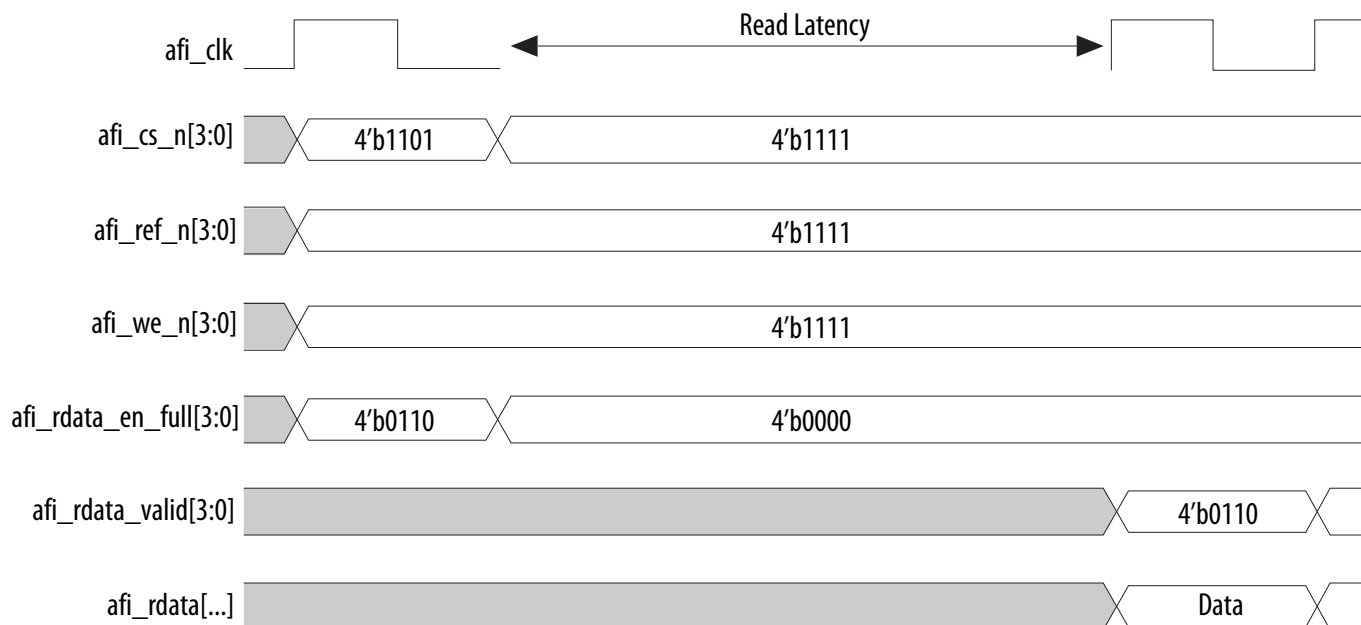 Read Latency
afi_clk
afi_cs_n[3:0] 4’b1101 4’b1111
afi_ref_n[3:0] 4’b1111
afi_we_n[3:0] 4’b1111
afi_rdata_en_full[3:0] 4’b0110 4’b0000
afi_rdata_valid[3:0] 4’b0110
afi_rdata[...] Data